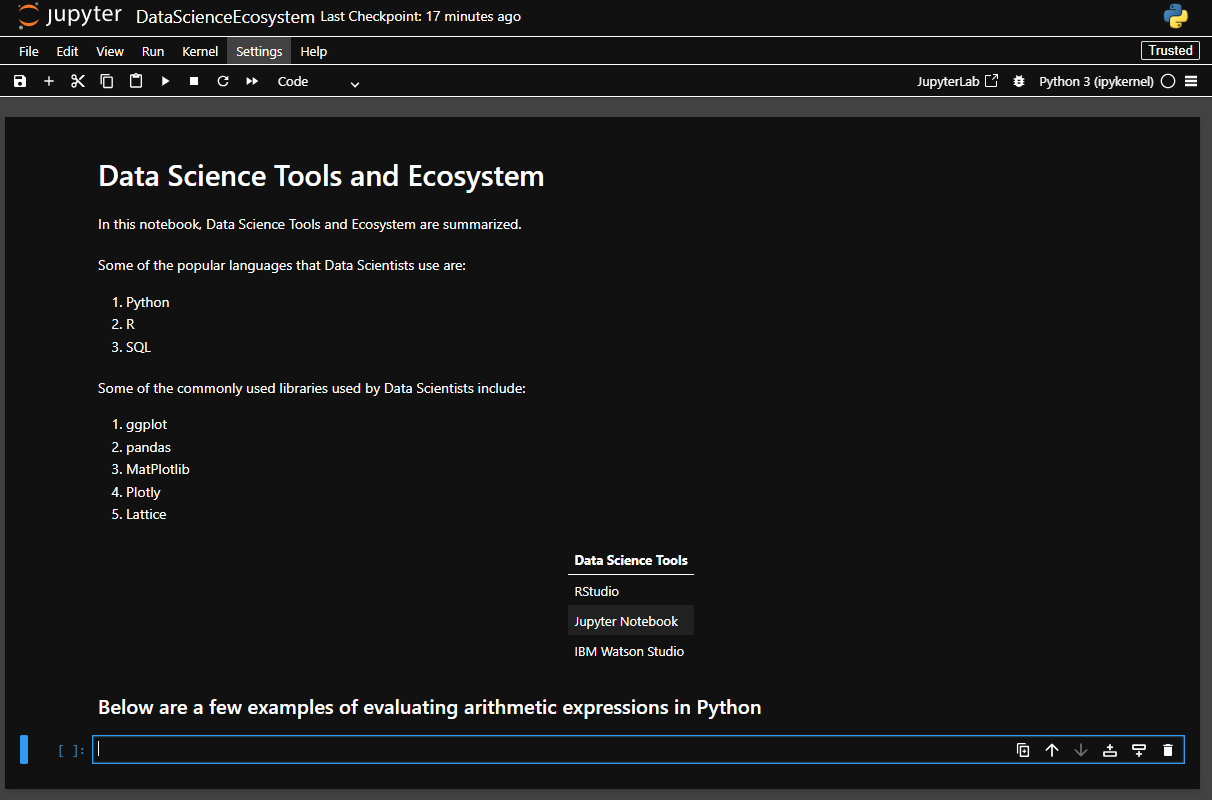 jupyter DataScienceEcosystem Last Checkpoint: 17 minutes ago
File Edit View Run Kernel Settings Help Trusted
Code JupyterLab Python 3 (ipykernel)
Data Science Tools and Ecosystem
In this notebook, Data Science Tools and Ecosystem are summarized.
Some of the popular languages that Data Scientists use are:
1. Python
2. R
3. SQL
Some of the commonly used libraries used by Data Scientists include:
1. ggplot
2. pandas
3. MatPlotlib
4. Plotly
5. Lattice
Data Science Tools
RStudio
Jupyter Notebook
IBM Watson Studio
Below are a few examples of evaluating arithmetic expressions in Python
[ ]: